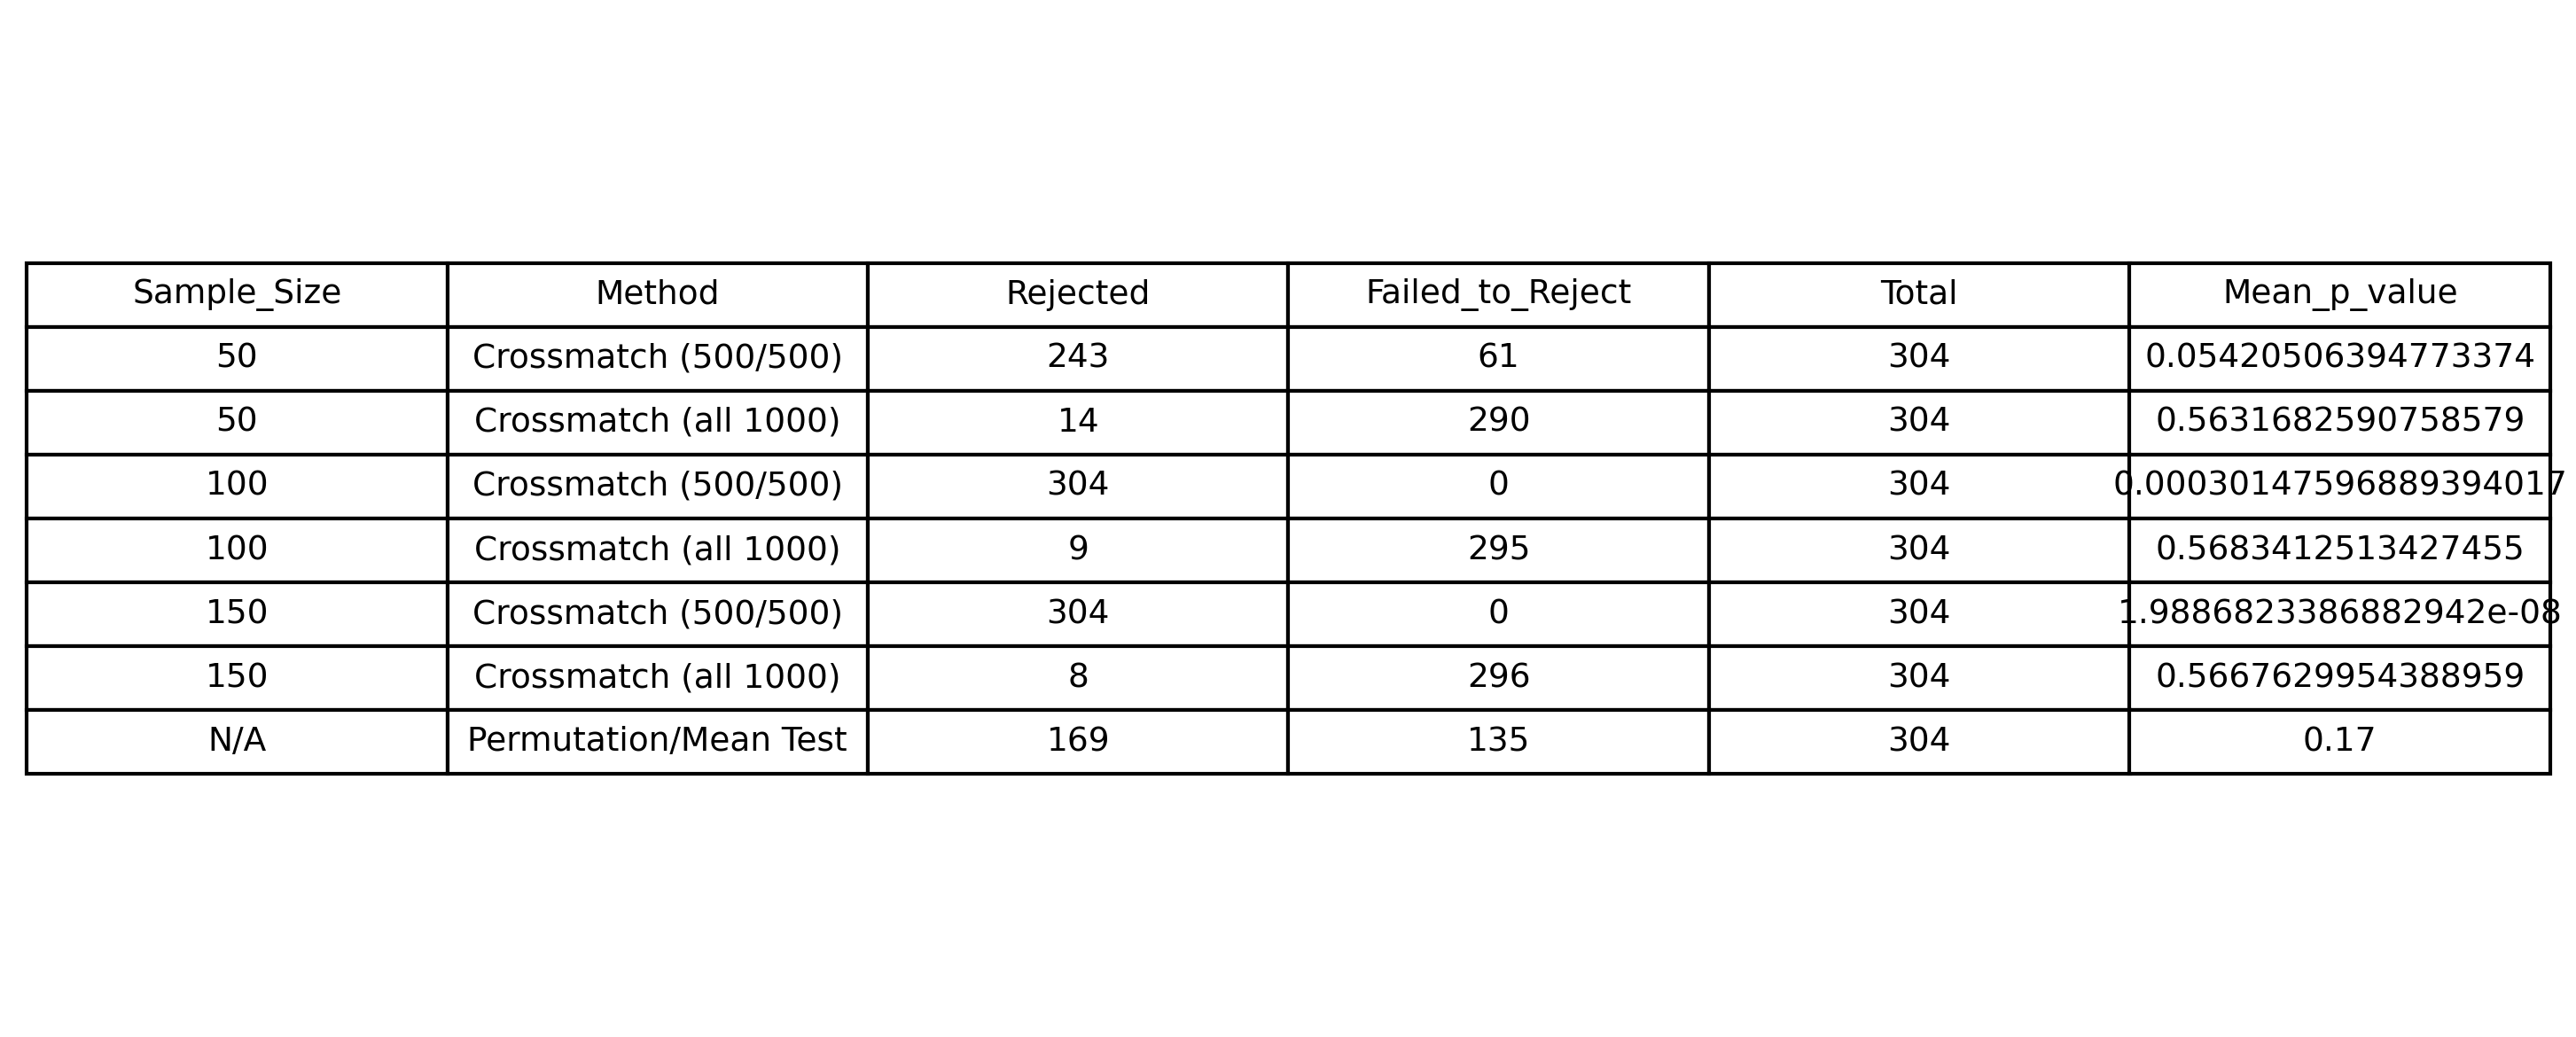 Sample_Size Method Rejected Failed_to_Reject Total Mean_p_value
50 Crossmatch (500/500) 243 61 304 0.05420506394773374
50 Crossmatch (all 1000) 14 290 304 0.5631682590758579
100 Crossmatch (500/500) 304 0 304 0.00030147596889394017
100 Crossmatch (all 1000) 9 295 304 0.5683412513427455
150 Crossmatch (500/500) 304 0 304 1.9886823386882942e-08
150 Crossmatch (all 1000) 8 296 304 0.5667629954388959
N/A Permutation/Mean Test 169 135 304 0.17